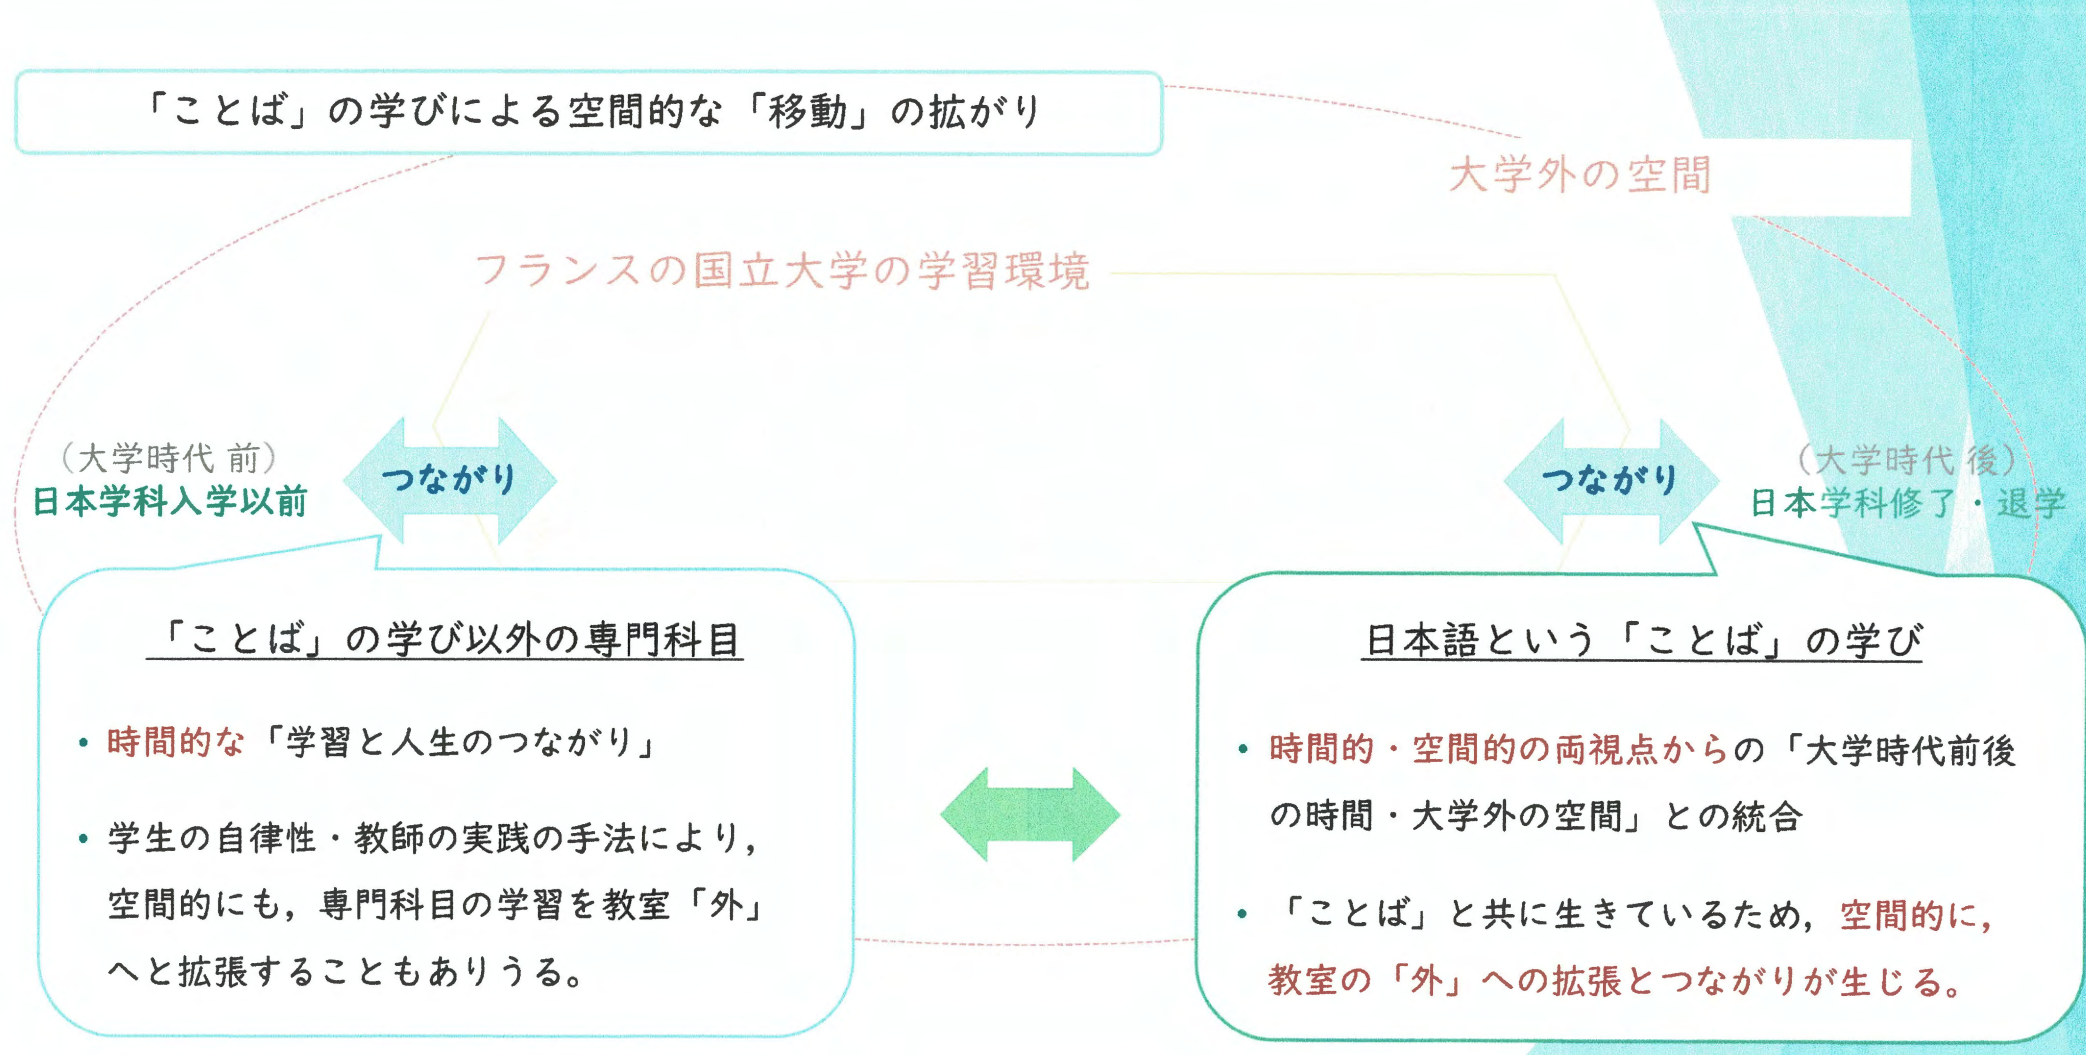 「ことば」の学びによる空間的な「移動」の拡がり
大学外の空間
フランスの国立大学の学習環境
（大学時代 前）
日本学科入学以前
つながり
つながり
（大学時代 後）
日本学科修了・退学
「ことば」の学び以外の専門科目
• 時間的な「学習と人生のつながり」
• 学生の自律性・教師の実践の手法により，
空間的にも，専門科目の学習を教室「外」
へと拡張することもありうる。
日本語という「ことば」の学び
• 時間的・空間的の両視点からの「大学時代前後
の時間・大学外の空間」との統合
• 「ことば」と共に生きているため，空間的に，
教室の「外」への拡張とつながりが生じる。